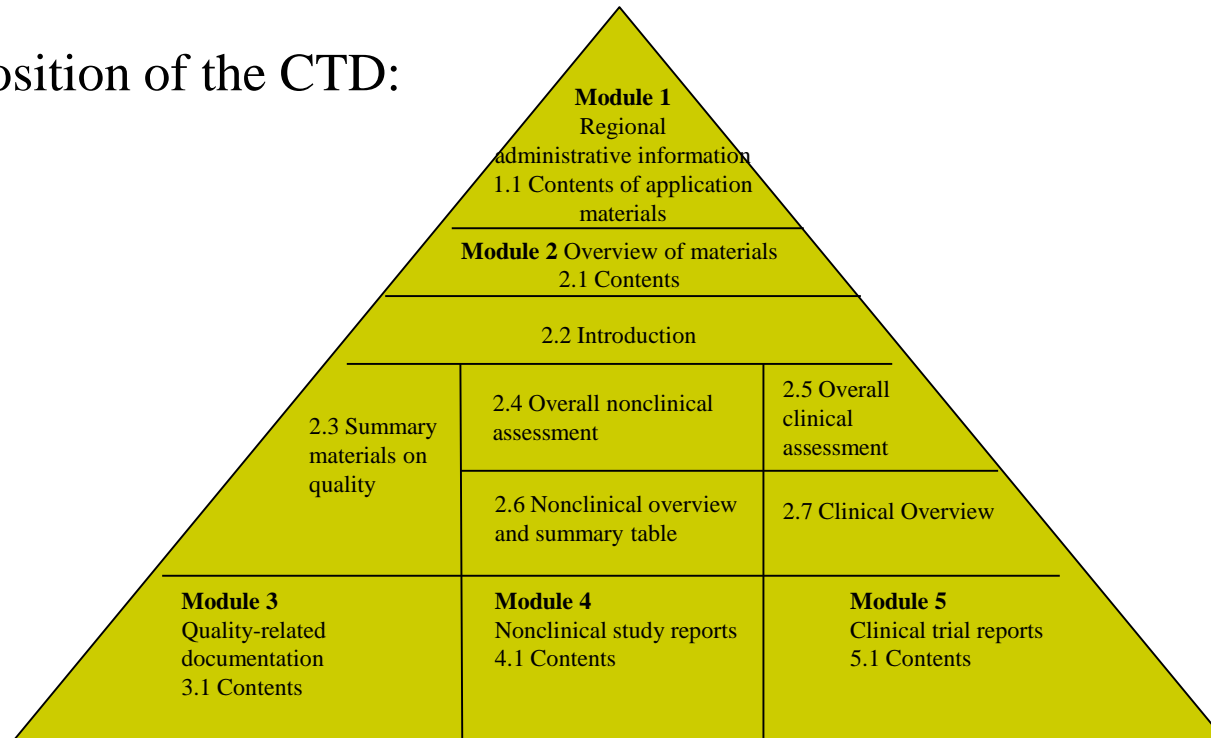 osition of the CTD:
Module 1
Regional
administrative information
1.1 Contents of application
materials
Module 2 Overview of materials
2.1 Contents
2.2 Introduction
2.3 Summary
materials on
quality
2.4 Overall nonclinical
assessment
2.5 Overall
clinical
assessment
2.6 Nonclinical overview
and summary table
2.7 Clinical Overview
Module 3
Quality-related
documentation
3.1 Contents
Module 4
Nonclinical study reports
4.1 Contents
Module 5
Clinical trial reports
5.1 Contents